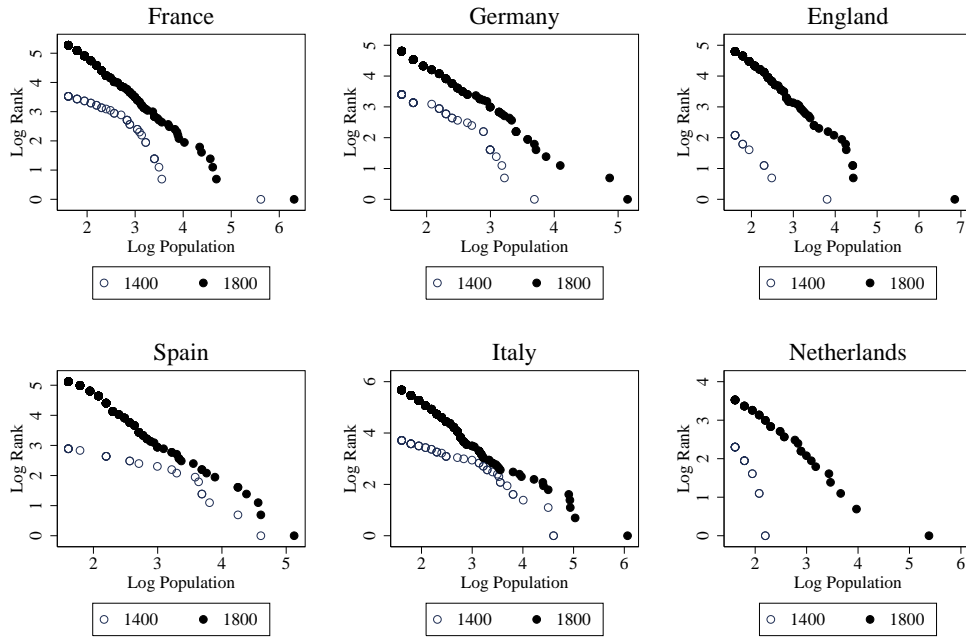 France
Log Rank
0 1 2 3 4 5
2 3 4 5 6
Log Population
1400 1800
Germany
Log Rank
0 1 2 3 4 5
2 3 4 5
Log Population
1400 1800
England
Log Rank
0 1 2 3 4 5
2 3 4 5 6 7
Log Population
1400 1800
Spain
Log Rank
0 1 2 3 4 5
2 3 4 5
Log Population
1400 1800
Italy
Log Rank
0 2 4 6
2 3 4 5 6
Log Population
1400 1800
Netherlands
Log Rank
0 1 2 3 4
2 3 4 5 6
Log Population
1400 1800